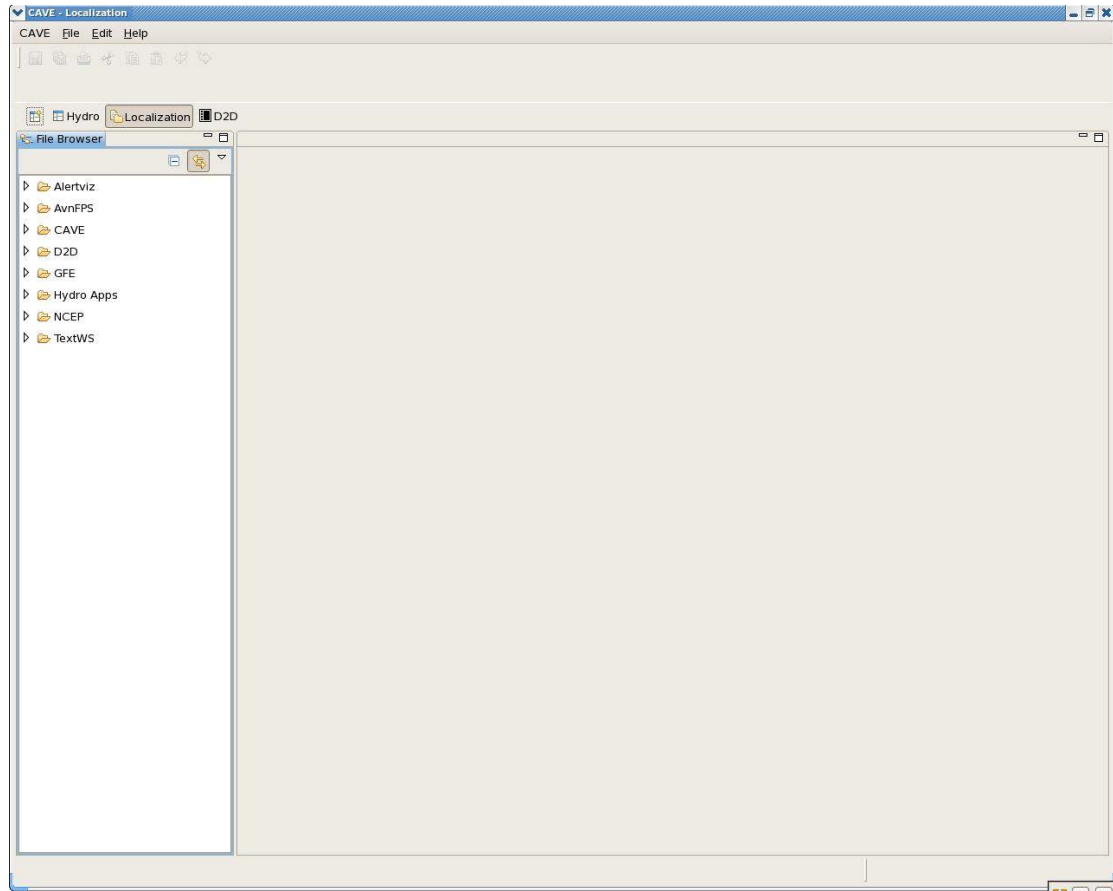 CAVE - Localization
CAVE File Edit Help
Hydro Localization D2D
File Browser
Alertviz
AvnFPS
CAVE
D2D
GFE
Hydro Apps
NCEP
TextWS